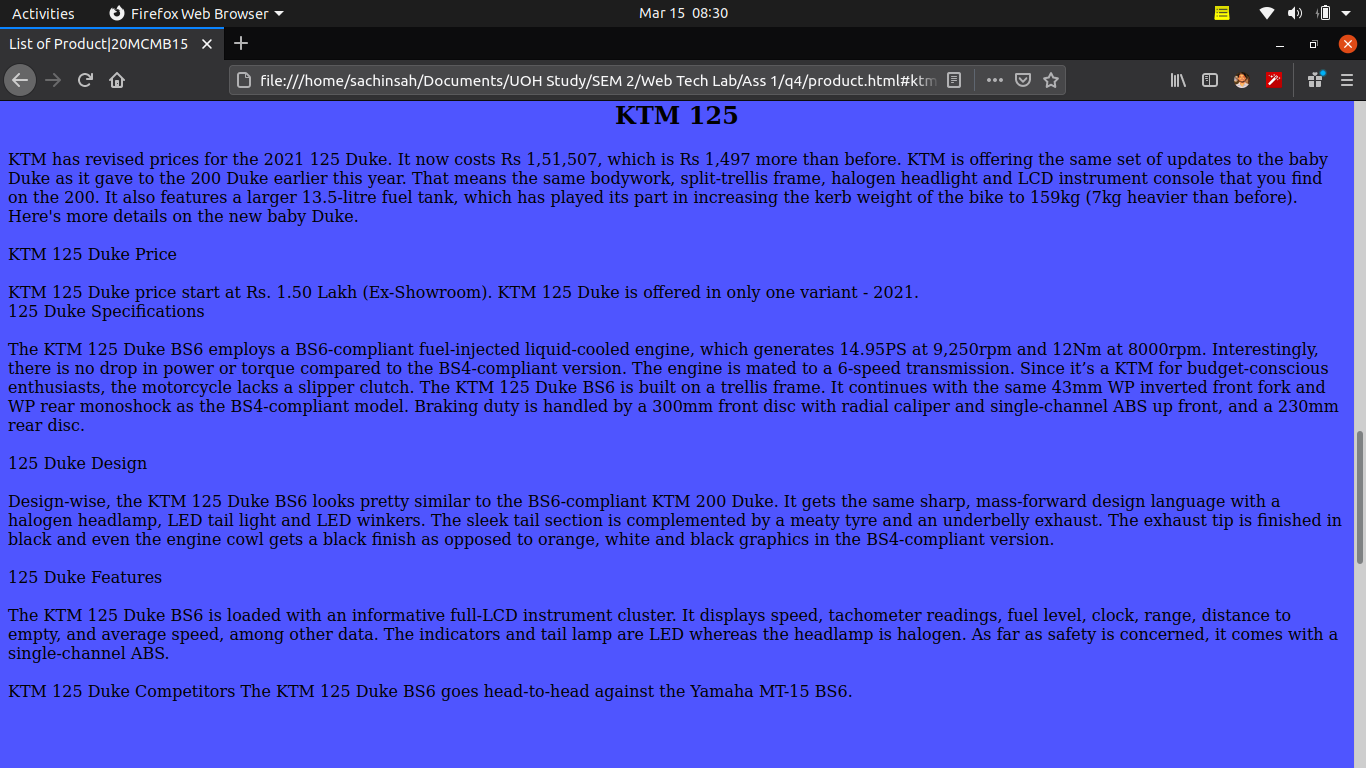 Activities
Firefox Web Browser
Mar 15 08:30
List of Product|20MCMB15
file:///home/sachinsah/Documents/UOH Study/SEM 2/Web Tech Lab/Ass 1/q4/product.html#ktm
KTM 125
KTM has revised prices for the 2021 125 Duke. It now costs Rs 1,51,507, which is Rs 1,497 more than before. KTM is offering the same set of updates to the baby
Duke as it gave to the 200 Duke earlier this year. That means the same bodywork, split-trellis frame, halogen headlight and LCD instrument console that you find
on the 200. It also features a larger 13.5-litre fuel tank, which has played its part in increasing the kerb weight of the bike to 159kg (7kg heavier than before).
Here's more details on the new baby Duke.
KTM 125 Duke Price
KTM 125 Duke price start at Rs. 1.50 Lakh (Ex-Showroom). KTM 125 Duke is offered in only one variant - 2021.
125 Duke Specifications
The KTM 125 Duke BS6 employs a BS6-compliant fuel-injected liquid-cooled engine, which generates 14.95PS at 9,250rpm and 12Nm at 8000rpm. Interestingly,
there is no drop in power or torque compared to the BS4-compliant version. The engine is mated to a 6-speed transmission. Since it’s a KTM for budget-conscious
enthusiasts, the motorcycle lacks a slipper clutch. The KTM 125 Duke BS6 is built on a trellis frame. It continues with the same 43mm WP inverted front fork and
WP rear monoshock as the BS4-compliant model. Braking duty is handled by a 300mm front disc with radial caliper and single-channel ABS up front, and a 230mm
rear disc.
125 Duke Design
Design-wise, the KTM 125 Duke BS6 looks pretty similar to the BS6-compliant KTM 200 Duke. It gets the same sharp, mass-forward design language with a
halogen headlamp, LED tail light and LED winkers. The sleek tail section is complemented by a meaty tyre and an underbelly exhaust. The exhaust tip is finished in
black and even the engine cowl gets a black finish as opposed to orange, white and black graphics in the BS4-compliant version.
125 Duke Features
The KTM 125 Duke BS6 is loaded with an informative full-LCD instrument cluster. It displays speed, tachometer readings, fuel level, clock, range, distance to
empty, and average speed, among other data. The indicators and tail lamp are LED whereas the headlamp is halogen. As far as safety is concerned, it comes with a
single-channel ABS.
KTM 125 Duke Competitors The KTM 125 Duke BS6 goes head-to-head against the Yamaha MT-15 BS6.